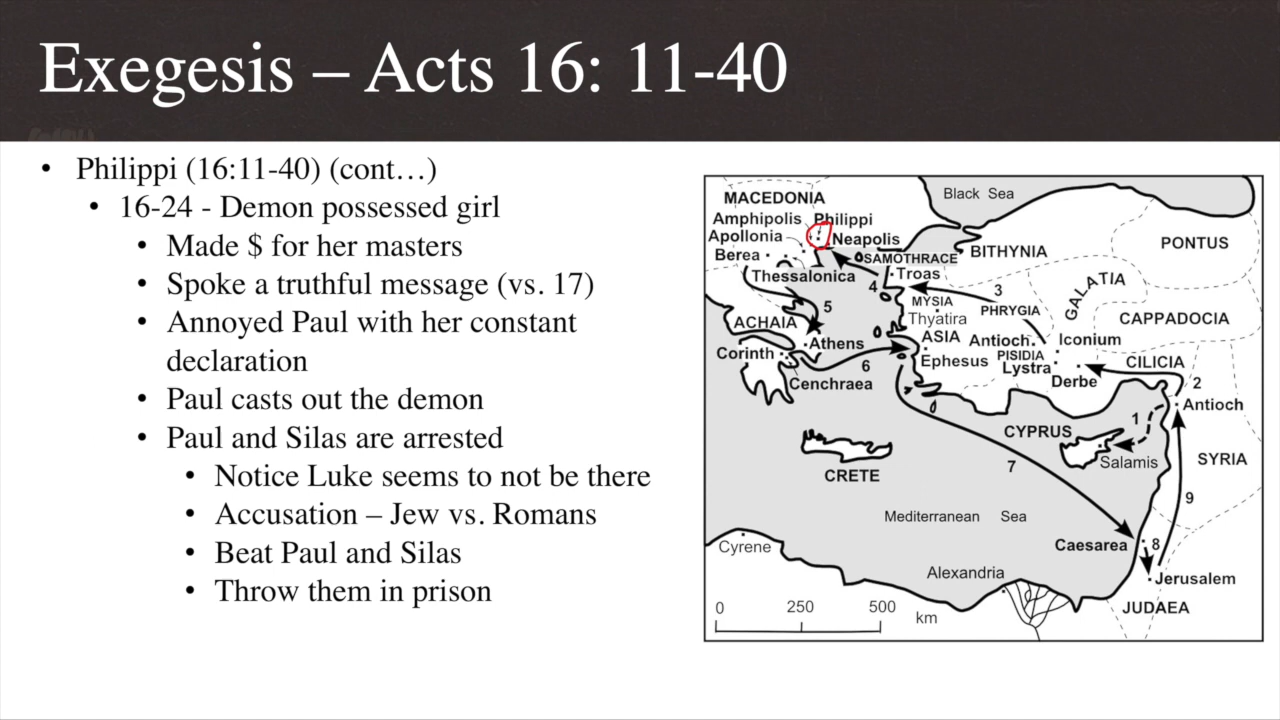 Exegesis – Acts 16: 11-40
• Philippi (16:11-40) (cont…)
• 16-24 - Demon possessed girl
• Made $ for her masters
• Spoke a truthful message (vs. 17)
• Annoyed Paul with her constant
declaration
• Paul casts out the demon
• Paul and Silas are arrested
• Notice Luke seems to not be there
• Accusation – Jew vs. Romans
• Beat Paul and Silas
• Throw them in prison
MACEDONIA
Black Sea
Amphipolis
Philippi
Apollonia
Neapolis
Berea
SAMOTHRACE
BITHYNIA
PONTUS
Thessalonica
Troas
4
3
GALATIA
5
MYSIA
PHRYGIA
Thyatira
ACHAIA
CAPPADOCIA
Athens
ASIA
Antioch
Iconium
Corinth
6
Ephesus
PISIDIA
Lystra
CILICIA
Cenchraea
Derbe
2
Antioch
1
CYPRUS
Salamis
SYRIA
CRETE
7
9
Mediterranean Sea
Cyrene
Caesarea
8
Alexandria
Jerusalem
JUDAEA
0 250 500
km